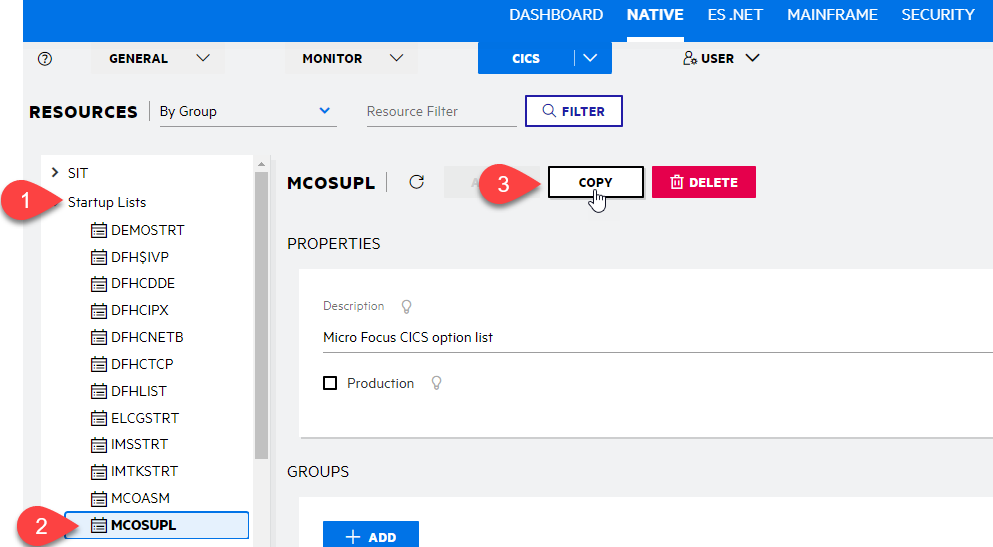 DASHBOARD NATIVE ES .NET MAINFRAME SECURITY
GENERAL MONITOR CICS USER
RESOURCES By Group Resource Filter FILTER
SIT
1 Startup Lists
DEMOSTRT
DFH$IVP
DFHCDDE
DFHCIPX
DFHCNETB
DFHCTCP
DFHLIST
ELCGSTRT
IMSSTRT
IMTKSTRT
MCOASM
2 MCOSUPL
MCOSUPL 3 COPY DELETE
PROPERTIES
Description
Micro Focus CICS option list
Production
GROUPS
ADD